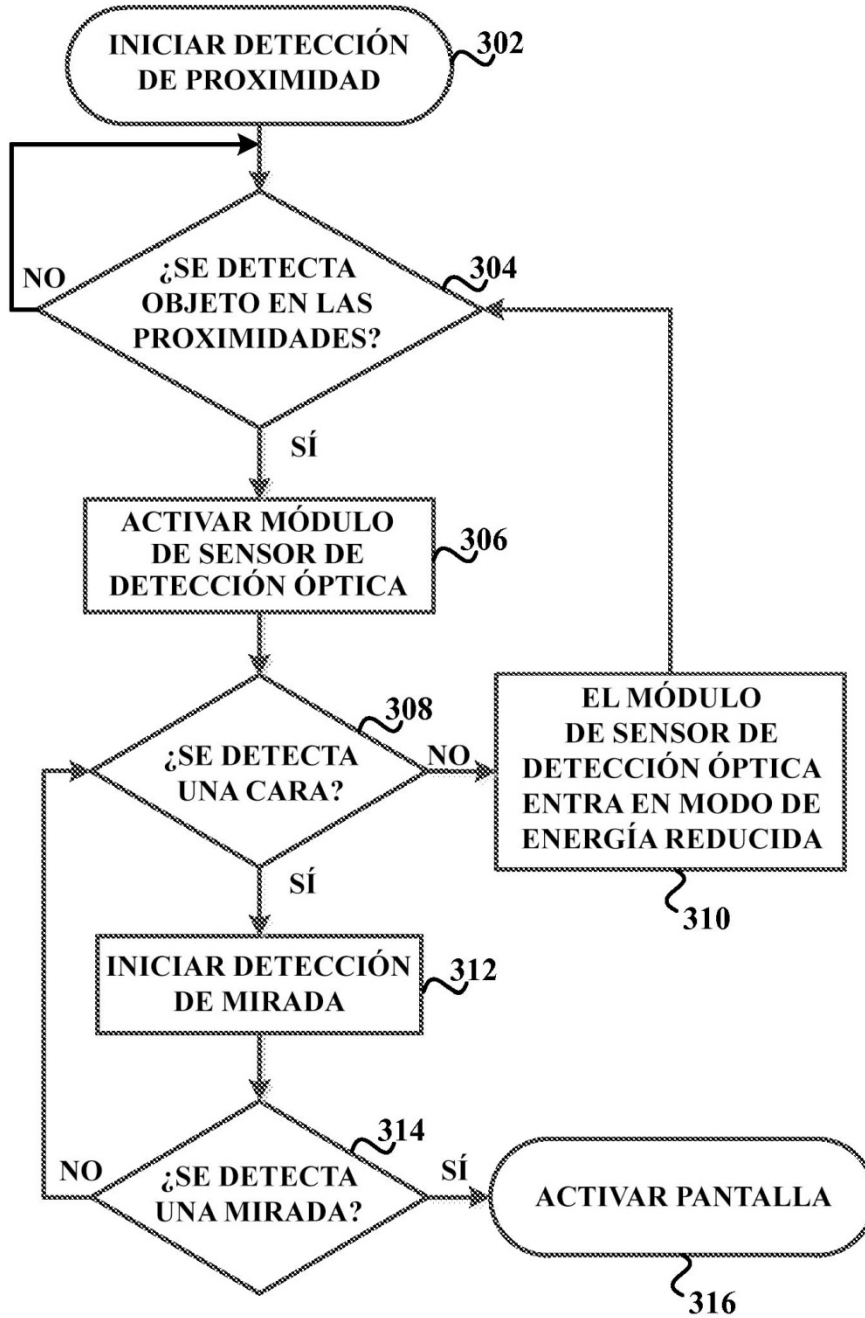 INICIAR DETECCIÓN
DE PROXIMIDAD
302
¿SE DETECTA
OBJETO EN LAS
PROXIMIDADES?
304
NO
SÍ
ACTIVAR MÓDULO
DE SENSOR DE
DETECCIÓN ÓPTICA
306
¿SE DETECTA
UNA CARA?
308
NO
EL MÓDULO
DE SENSOR DE
DETECCIÓN ÓPTICA
ENTRA EN MODO DE
ENERGÍA REDUCIDA
310
SÍ
INICIAR DETECCIÓN
DE MIRADA
312
¿SE DETECTA
UNA MIRADA?
314
NO
SÍ
ACTIVAR PANTALLA
316